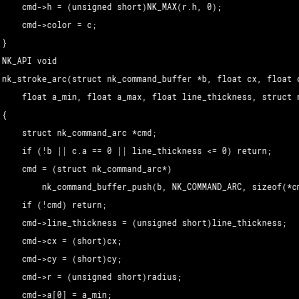 cmd->h = (unsigned short)NK_MAX(r.h, 0);
cmd->color = c;
}
NK_API void
nk_stroke_arc(struct nk_command_buffer *b, float cx, float c
float a_min, float a_max, float line_thickness, struct n
{
struct nk_command_arc *cmd;
if (!b || c.a == 0 || line_thickness <= 0) return;
cmd = (struct nk_command_arc*)
nk_command_buffer_push(b, NK_COMMAND_ARC, sizeof(*cm
if (!cmd) return;
cmd->line_thickness = (unsigned short)line_thickness;
cmd->cx = (short)cx;
cmd->cy = (short)cy;
cmd->r = (unsigned short)radius;
cmd->a[0] = a_min;